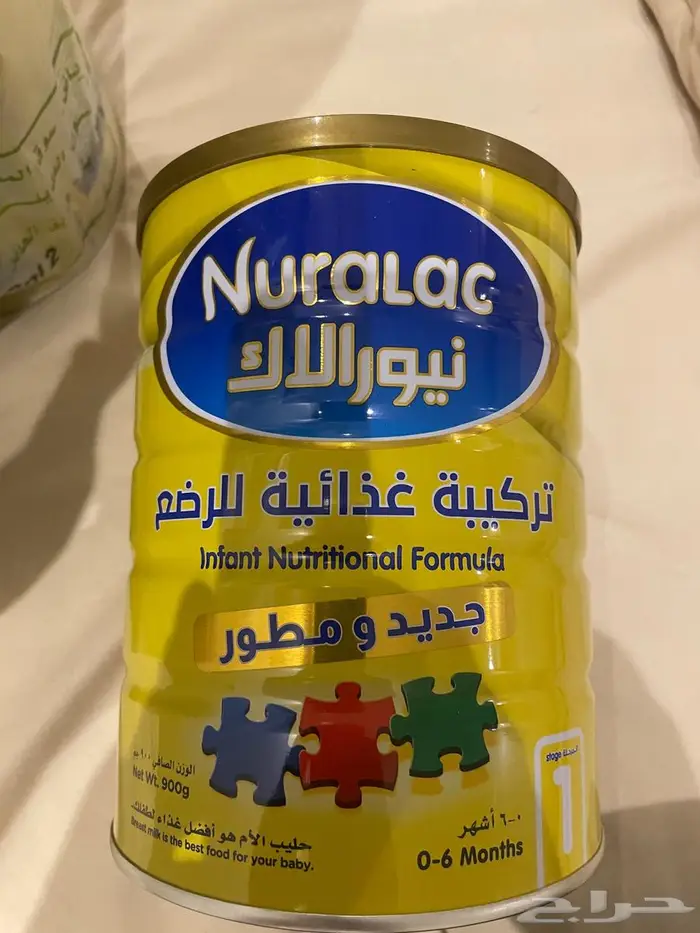 NuraLac
نيورالاك
تركيبة غذائية للرضع
Infant Nutritional Formula
جديد و مطور
المرحلة stage
1
الوزن الصافي ٩٠٠ جم
Net Wt. 900g
حليب الأم هو أفضل غذاء لطفلك.
Breast milk is the best food for your baby.
٠-٦ أشهر
0-6 Months
حراج